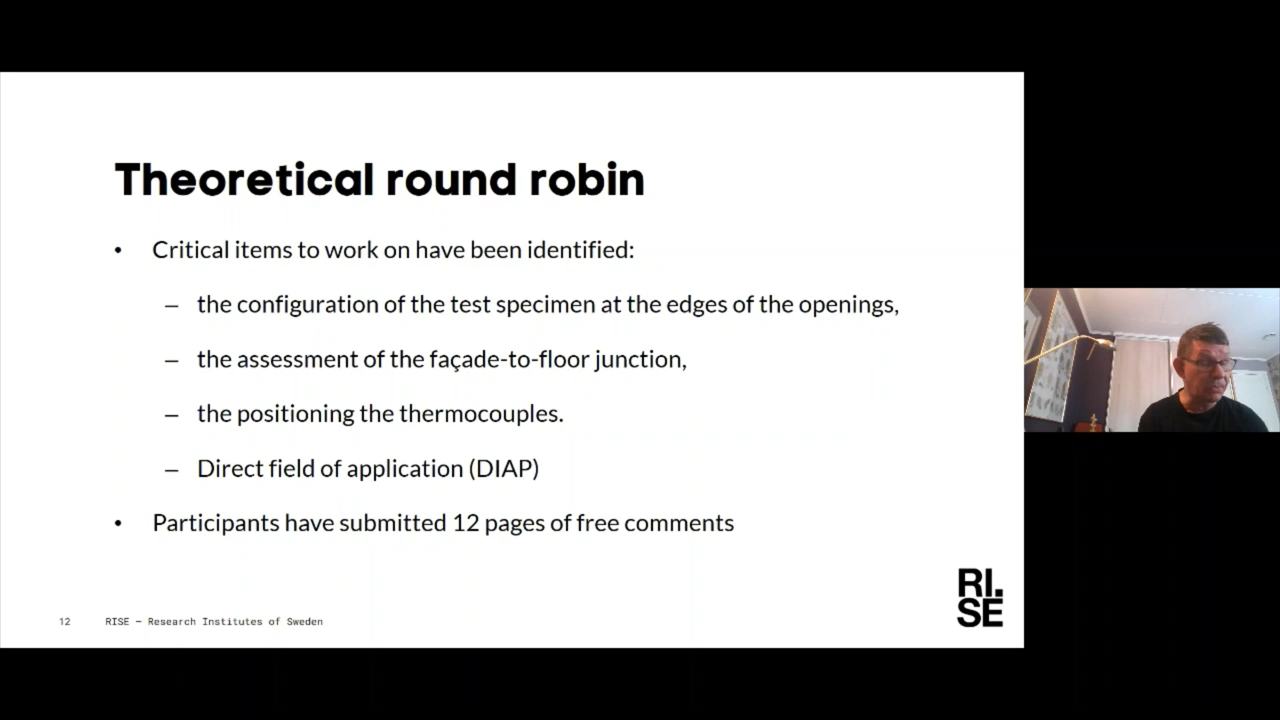 Theoretical round robin
• Critical items to work on have been identified:
– the configuration of the test specimen at the edges of the openings,
– the assessment of the façade-to-floor junction,
– the positioning the thermocouples.
– Direct field of application (DIAP)
• Participants have submitted 12 pages of free comments
12 RISE — Research Institutes of Sweden
RI.
SE